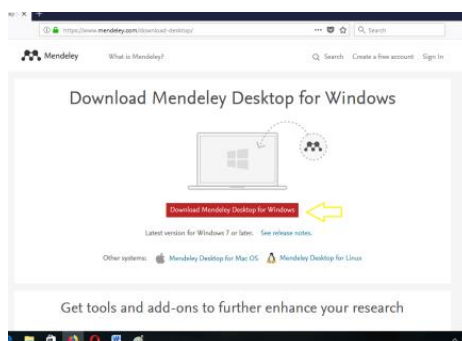 https://www.mendeley.com/download-desktop/
Search
Mendeley
What is Mendeley?
Search
Create a free account
Sign In
Download Mendeley Desktop for Windows
Download Mendeley Desktop for Windows
Latest version for Windows 7 or later. See release notes.
Other systems: Mendeley Desktop for Mac OS Mendeley Desktop for Linux
Get tools and add-ons to further enhance your research